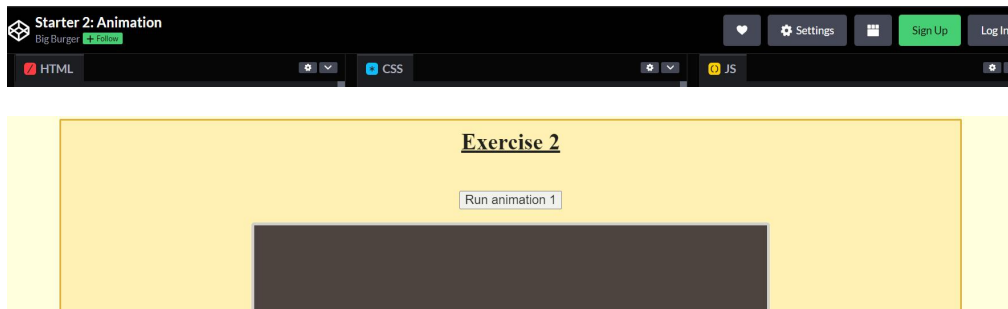 Starter 2: Animation
Big Burger + Follow
Settings
Sign Up
Log In
HTML
CSS
JS
Exercise 2
Run animation 1